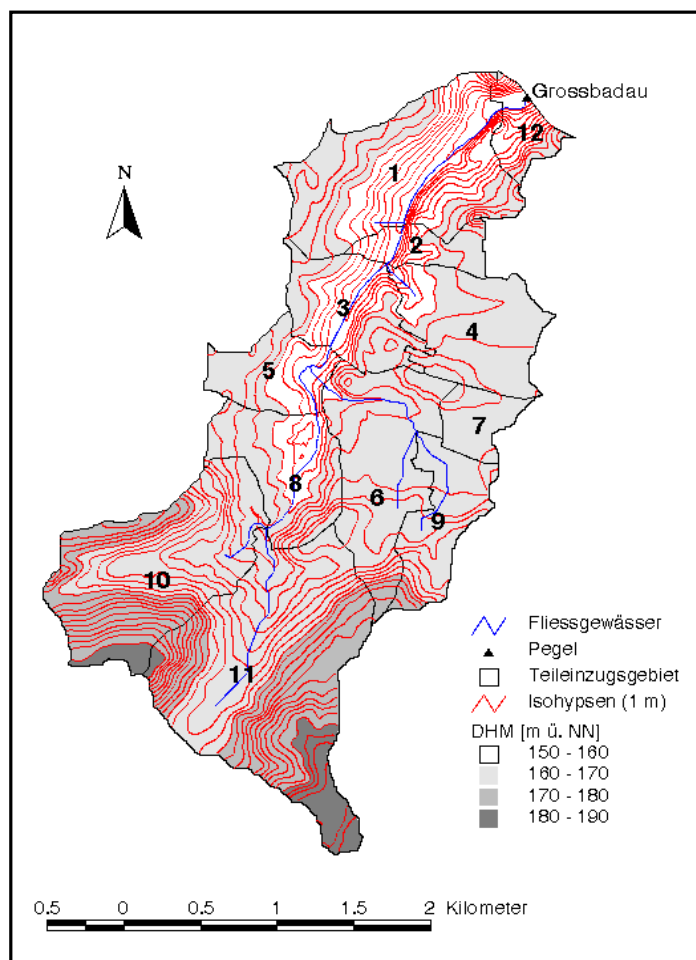 Grossbadau
12
N
1
2
3
4
5
7
8
6
9
10
11
Fliessgewässer
Pegel
Teileinzugsgebiet
Isohypsen (1 m)
DHM [m ü. NN]
150 - 160
160 - 170
170 - 180
180 - 190
0.5 0 0.5 1 1.5 2 Kilometer